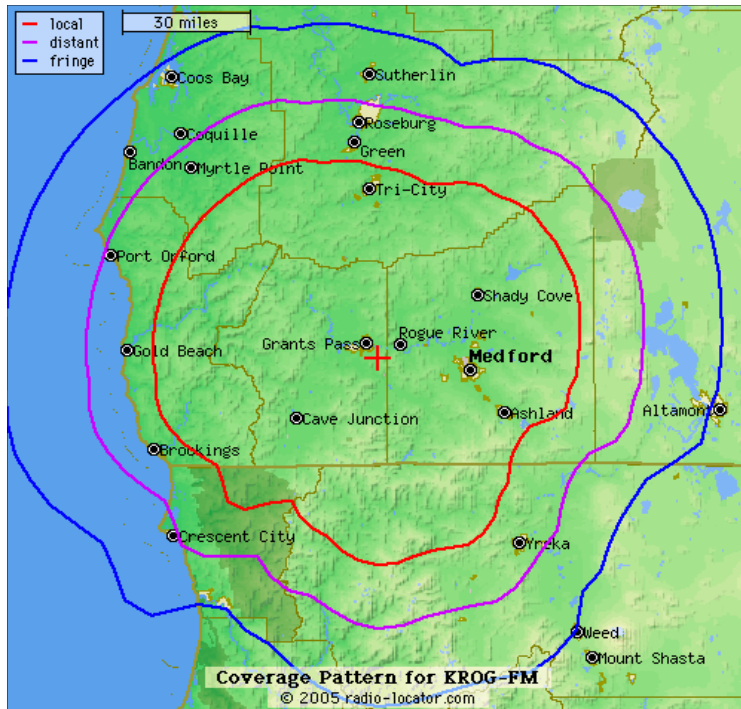 local
distant
fringe
30 miles
Coos Bay
Sutherlin
Roseburg
Coquille
Green
Bandon
Myrtle Point
Tri-City
Port Orford
Shady Cove
Grants Pass
Rogue River
Gold Beach
Medford
Altamont
Ashland
Cave Junction
Brockings
Crescent City
Yreka
Weed
Mount Shasta
Coverage Pattern for KROG-FM
© 2005 radio-locator.com